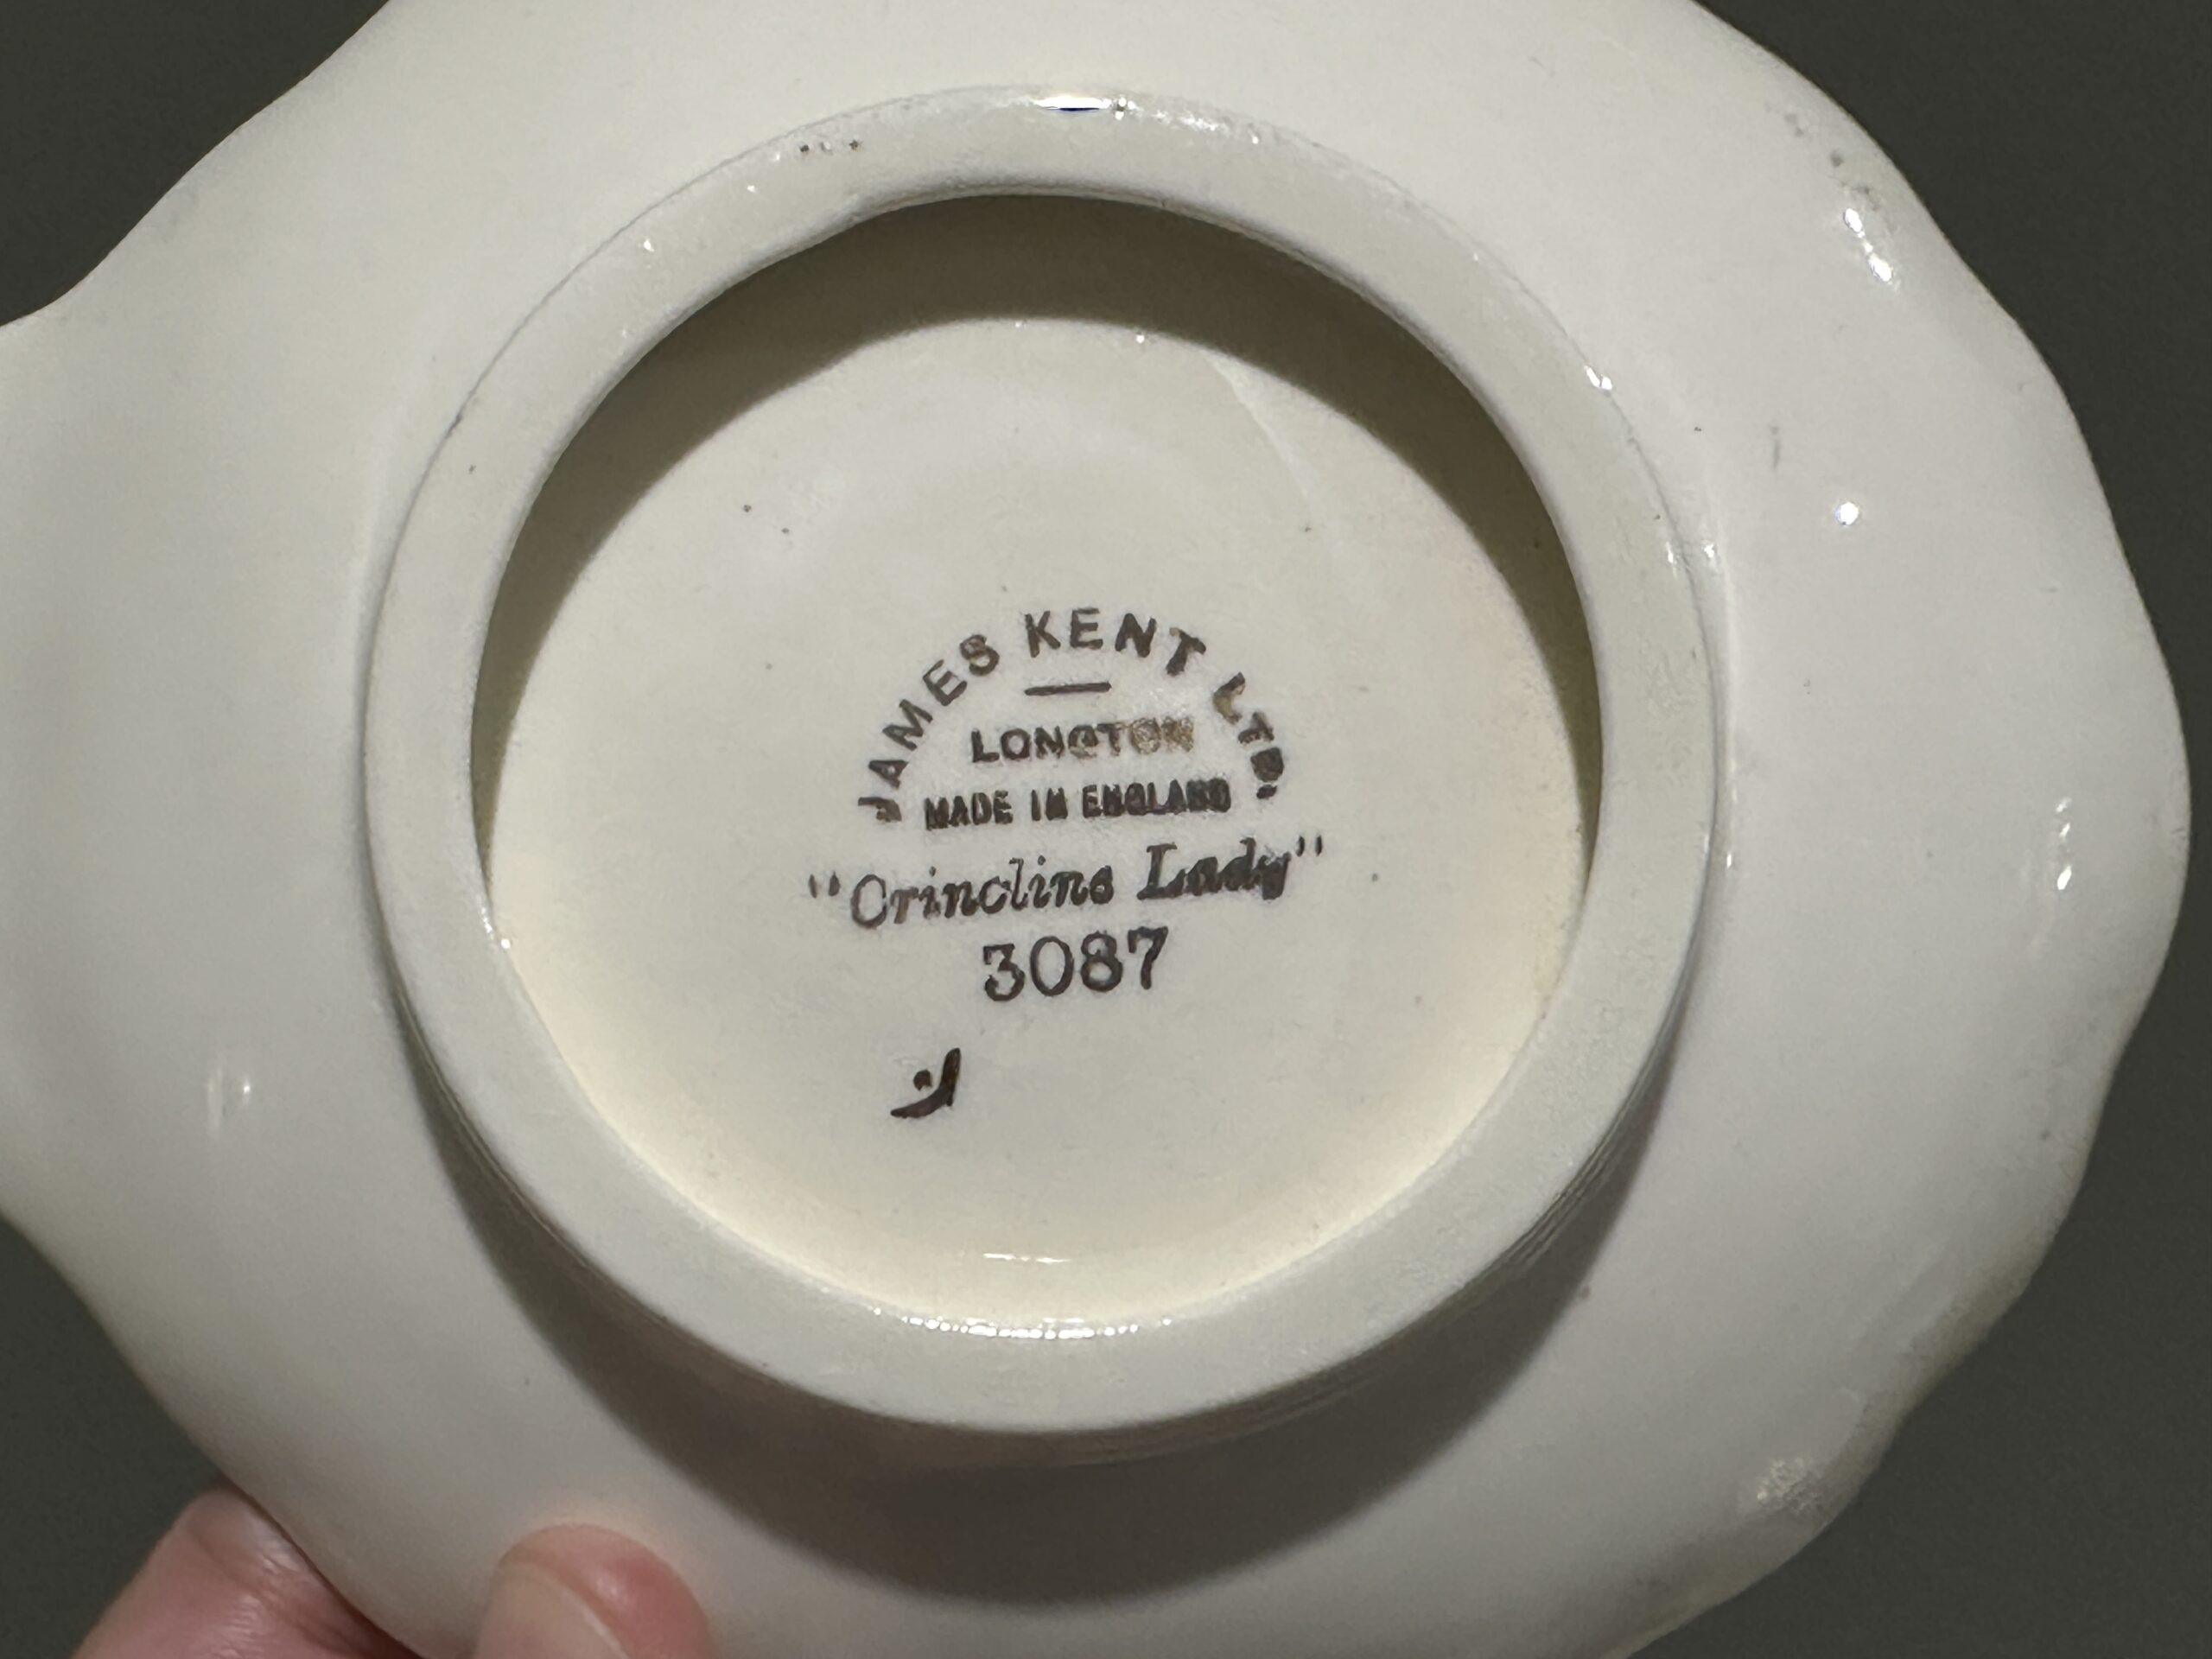 JAMES KENT LTD.
LONGTON
MADE IN ENGLAND
"Crinoline Lady"
3087